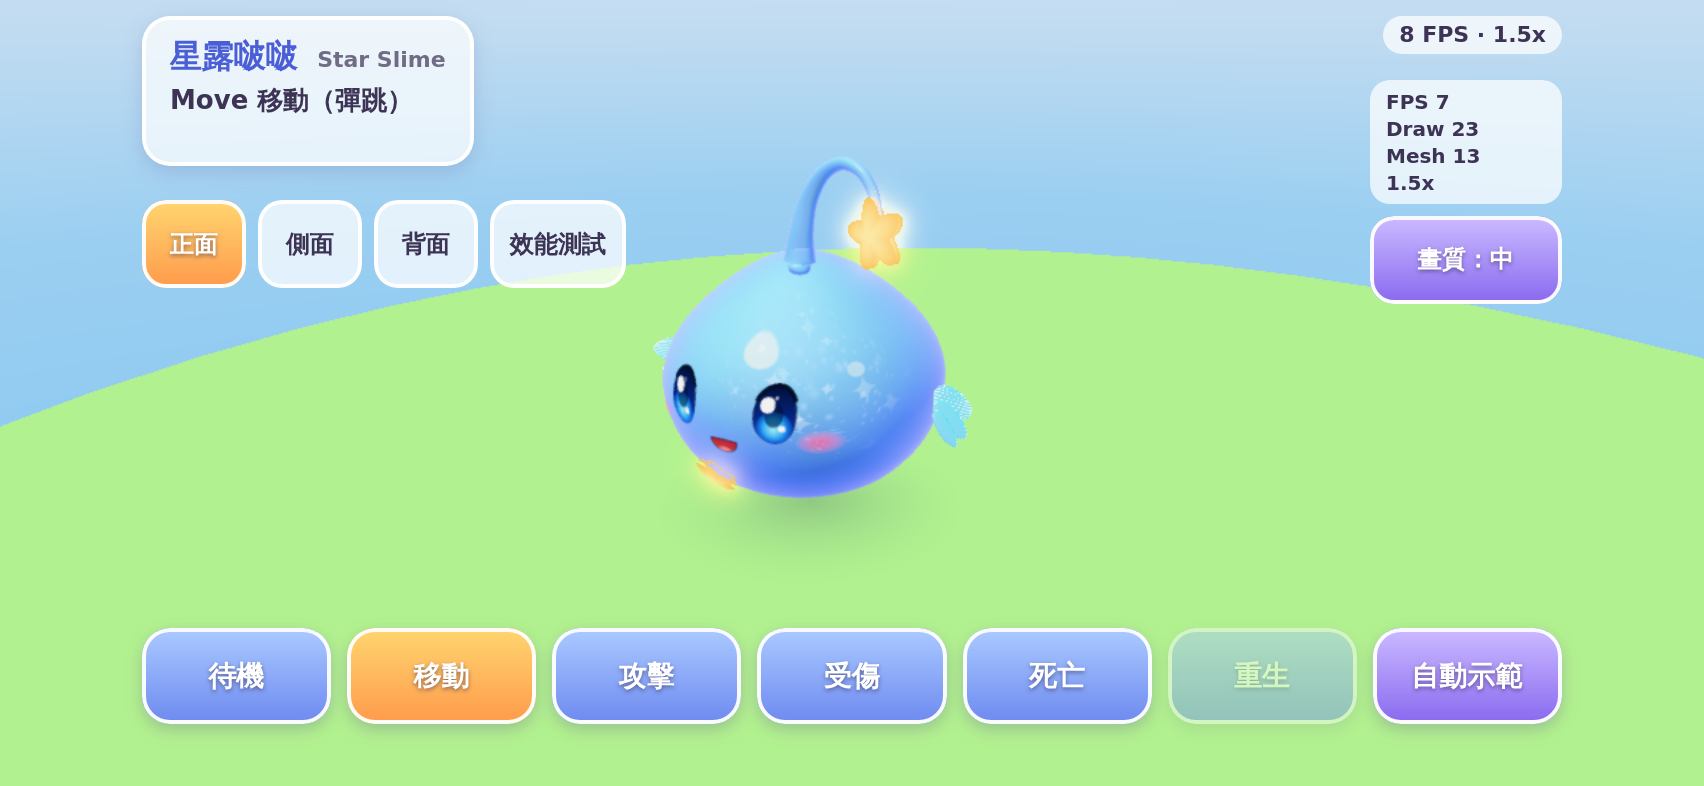 星露啵啵 Star Slime
Move 移動（彈跳）
8 FPS · 1.5x
FPS 7
Draw 23
Mesh 13
1.5x
正面
側面
背面
效能測試
畫質：中
待機
移動
攻擊
受傷
死亡
重生
自動示範